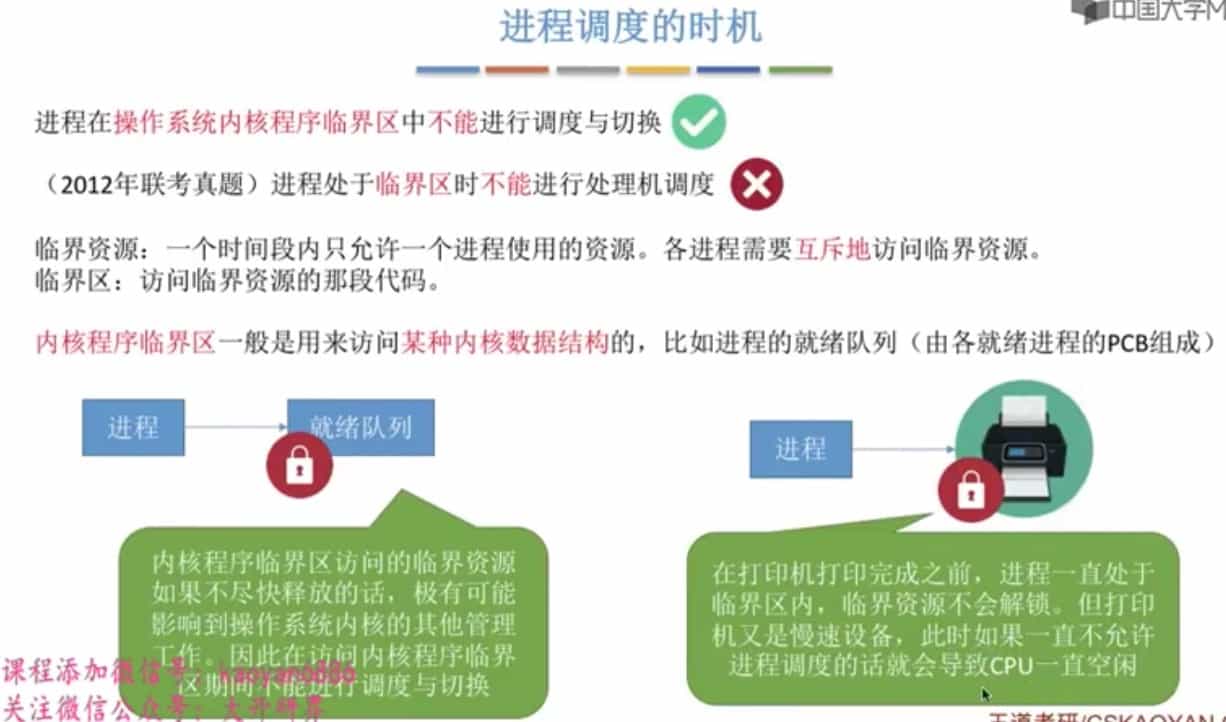 中国大学M
进程调度的时机
进程在操作系统内核程序临界区中不能进行调度与切换
（2012年联考真题）进程处于临界区时不能进行处理机调度
临界资源：一个时间段内只允许一个进程使用的资源。各进程需要互斥地访问临界资源。
临界区：访问临界资源的那段代码。
内核程序临界区一般是用来访问某种内核数据结构的，比如进程的就绪队列（由各就绪进程的PCB组成）
进程
就绪队列
进程
内核程序临界区访问的临界资源
如果不尽快释放的话，极有可能
影响到操作系统内核的其他管理
工作。因此在访问内核程序临界
区期间不能进行调度与切换
在打印机打印完成之前，进程一直处于
临界区内，临界资源不会解锁。但打印
机又是慢速设备，此时如果一直不允许
进程调度的话就会导致CPU一直空闲
课程添加微信号：kaoyan6886
关注微信公众号：
王道考研/CSKAOYAN